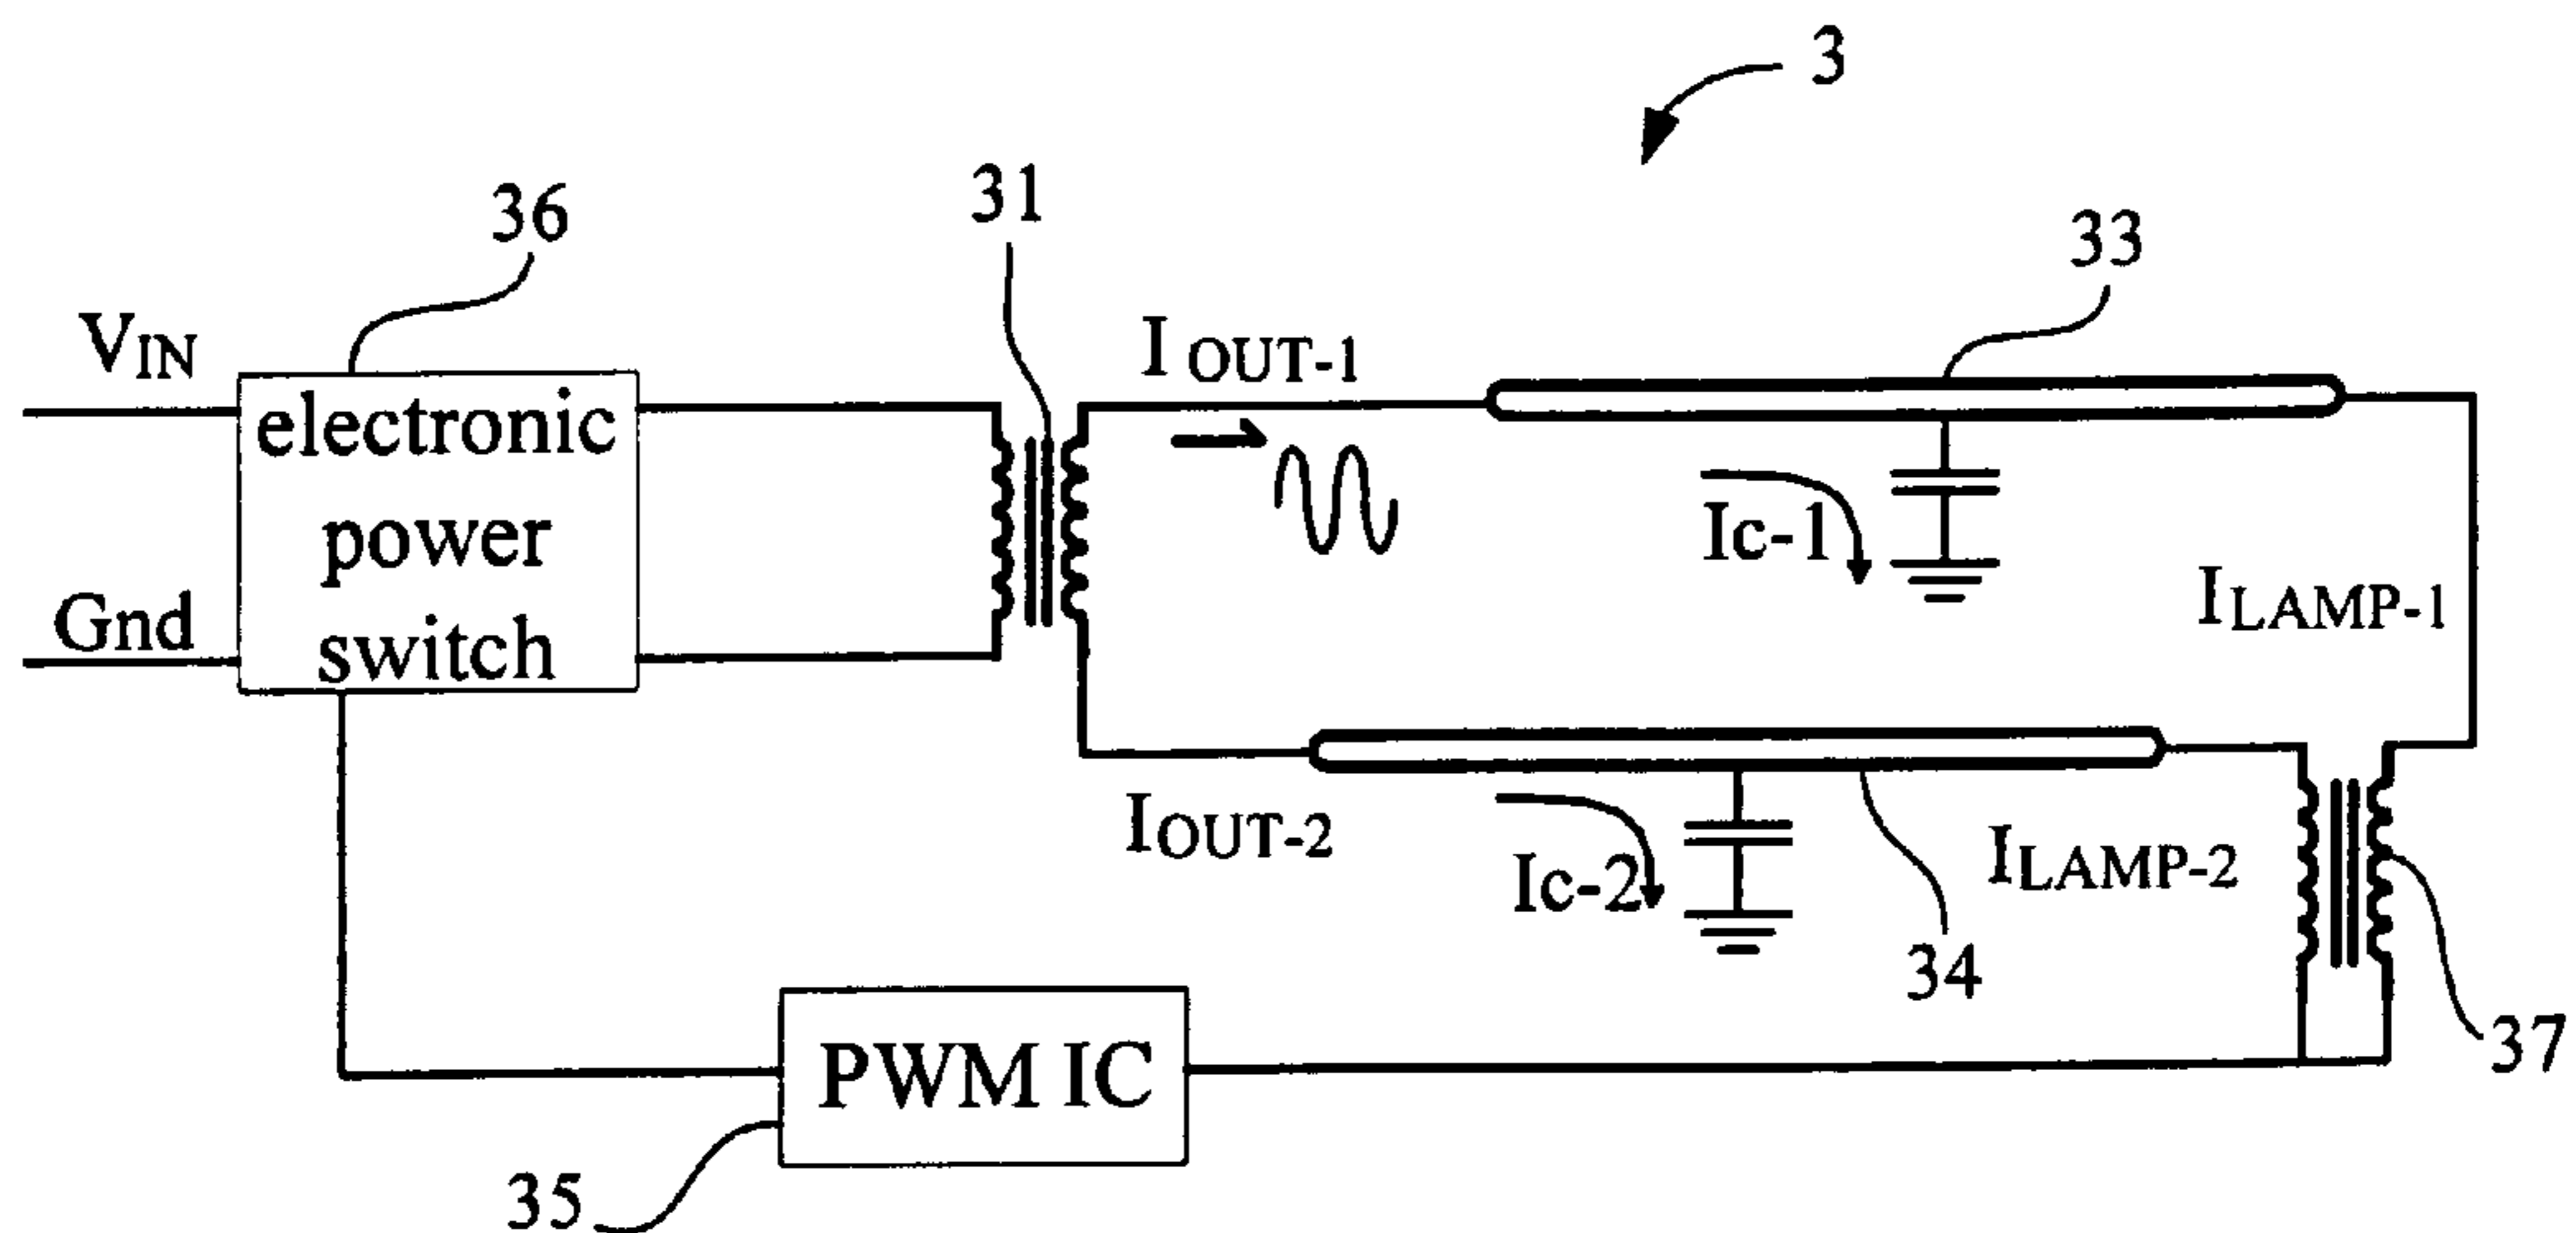 3
31
36
33
VIN
I OUT-1
electronic
power
switch
Ic-1
Gnd
ILAMP-1
IOUT-2
Ic-2
ILAMP-2
34
37
PWM IC
35